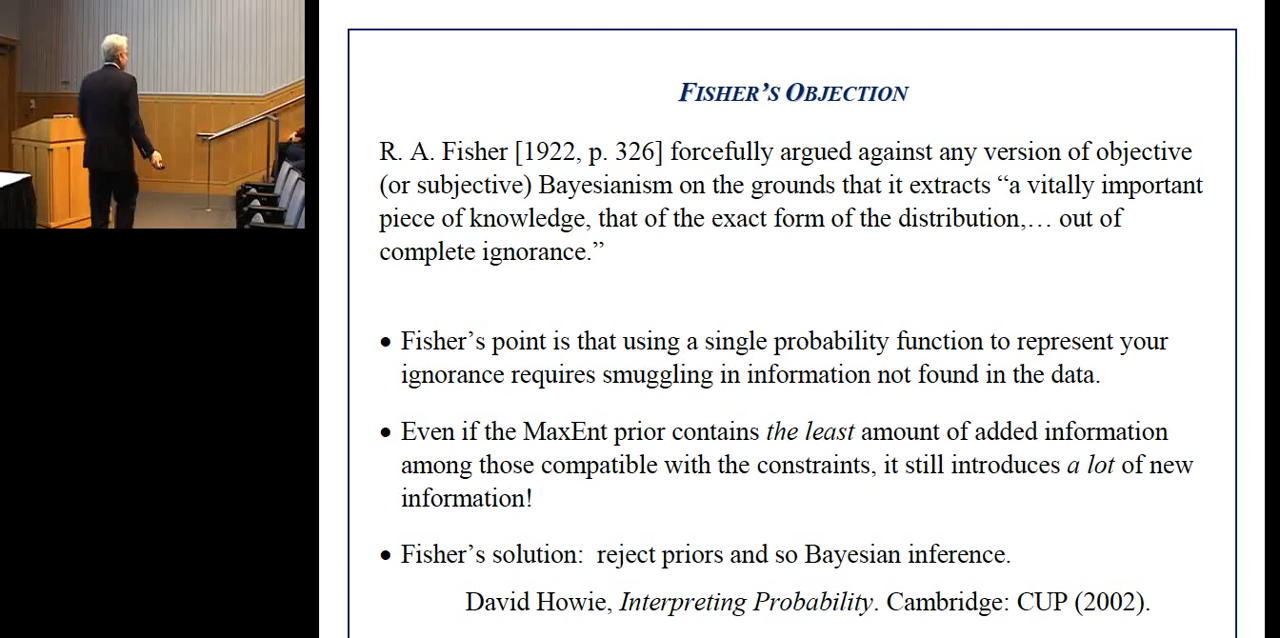 FISHER'S OBJECTION
R. A. Fisher [1922, p. 326] forcefully argued against any version of objective
(or subjective) Bayesianism on the grounds that it extracts “a vitally important
piece of knowledge, that of the exact form of the distribution,… out of
complete ignorance.”
• Fisher’s point is that using a single probability function to represent your
ignorance requires smuggling in information not found in the data.
• Even if the MaxEnt prior contains the least amount of added information
among those compatible with the constraints, it still introduces a lot of new
information!
• Fisher’s solution:  reject priors and so Bayesian inference.
David Howie, Interpreting Probability. Cambridge: CUP (2002).